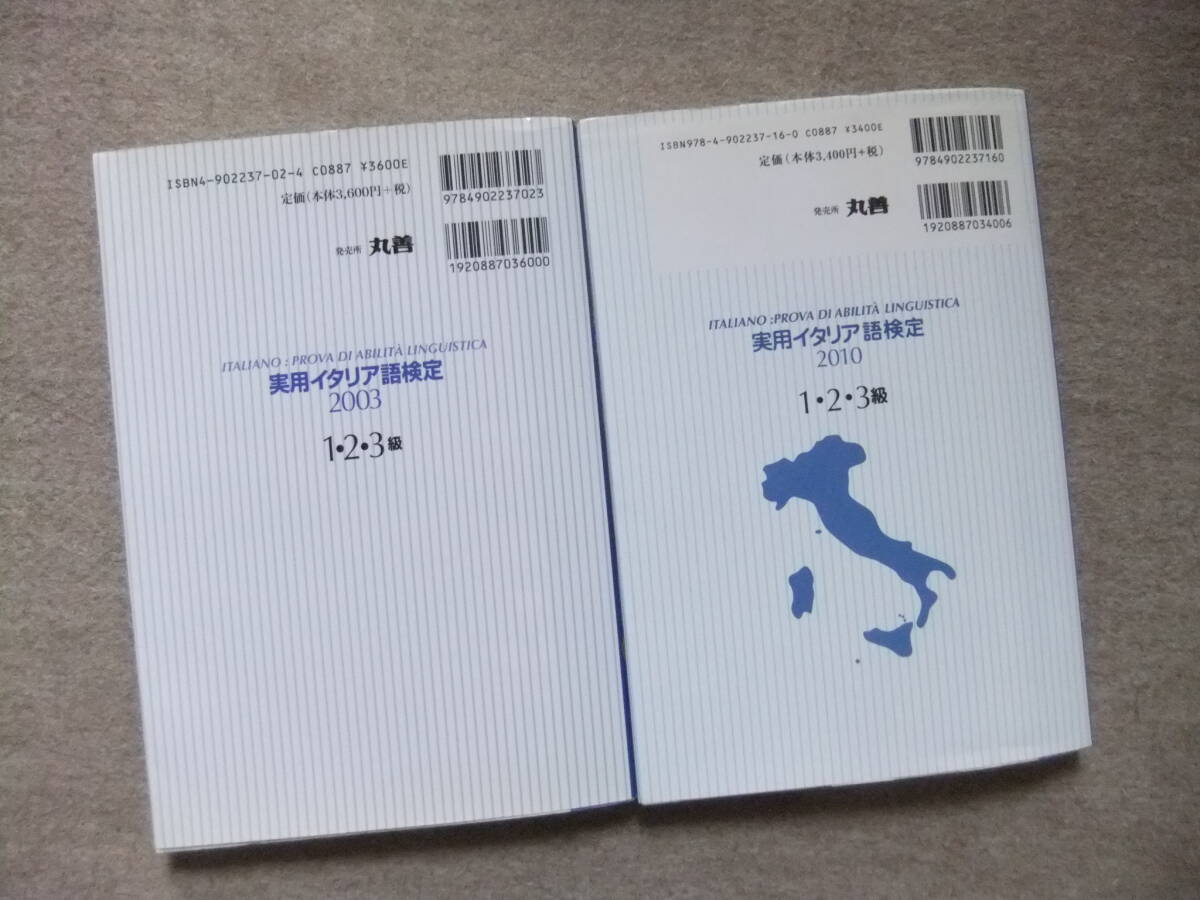 ISBN4-902237-02-4 C0887 ¥3600E
定価(本体3,600円+税)
9784902237023
発売所 丸善
1920887036000
ITALIANO : PROVA DI ABILITÀ LINGUISTICA
実用イタリア語検定
2003
1・2・3級
ISBN978-4-902237-16-0 C0887 ¥3400E
定価(本体3,400円+税)
9784902237160
発売所 丸善
1920887034006
ITALIANO :PROVA DI ABILITÀ LINGUISTICA
実用イタリア語検定
2010
1・2・3級